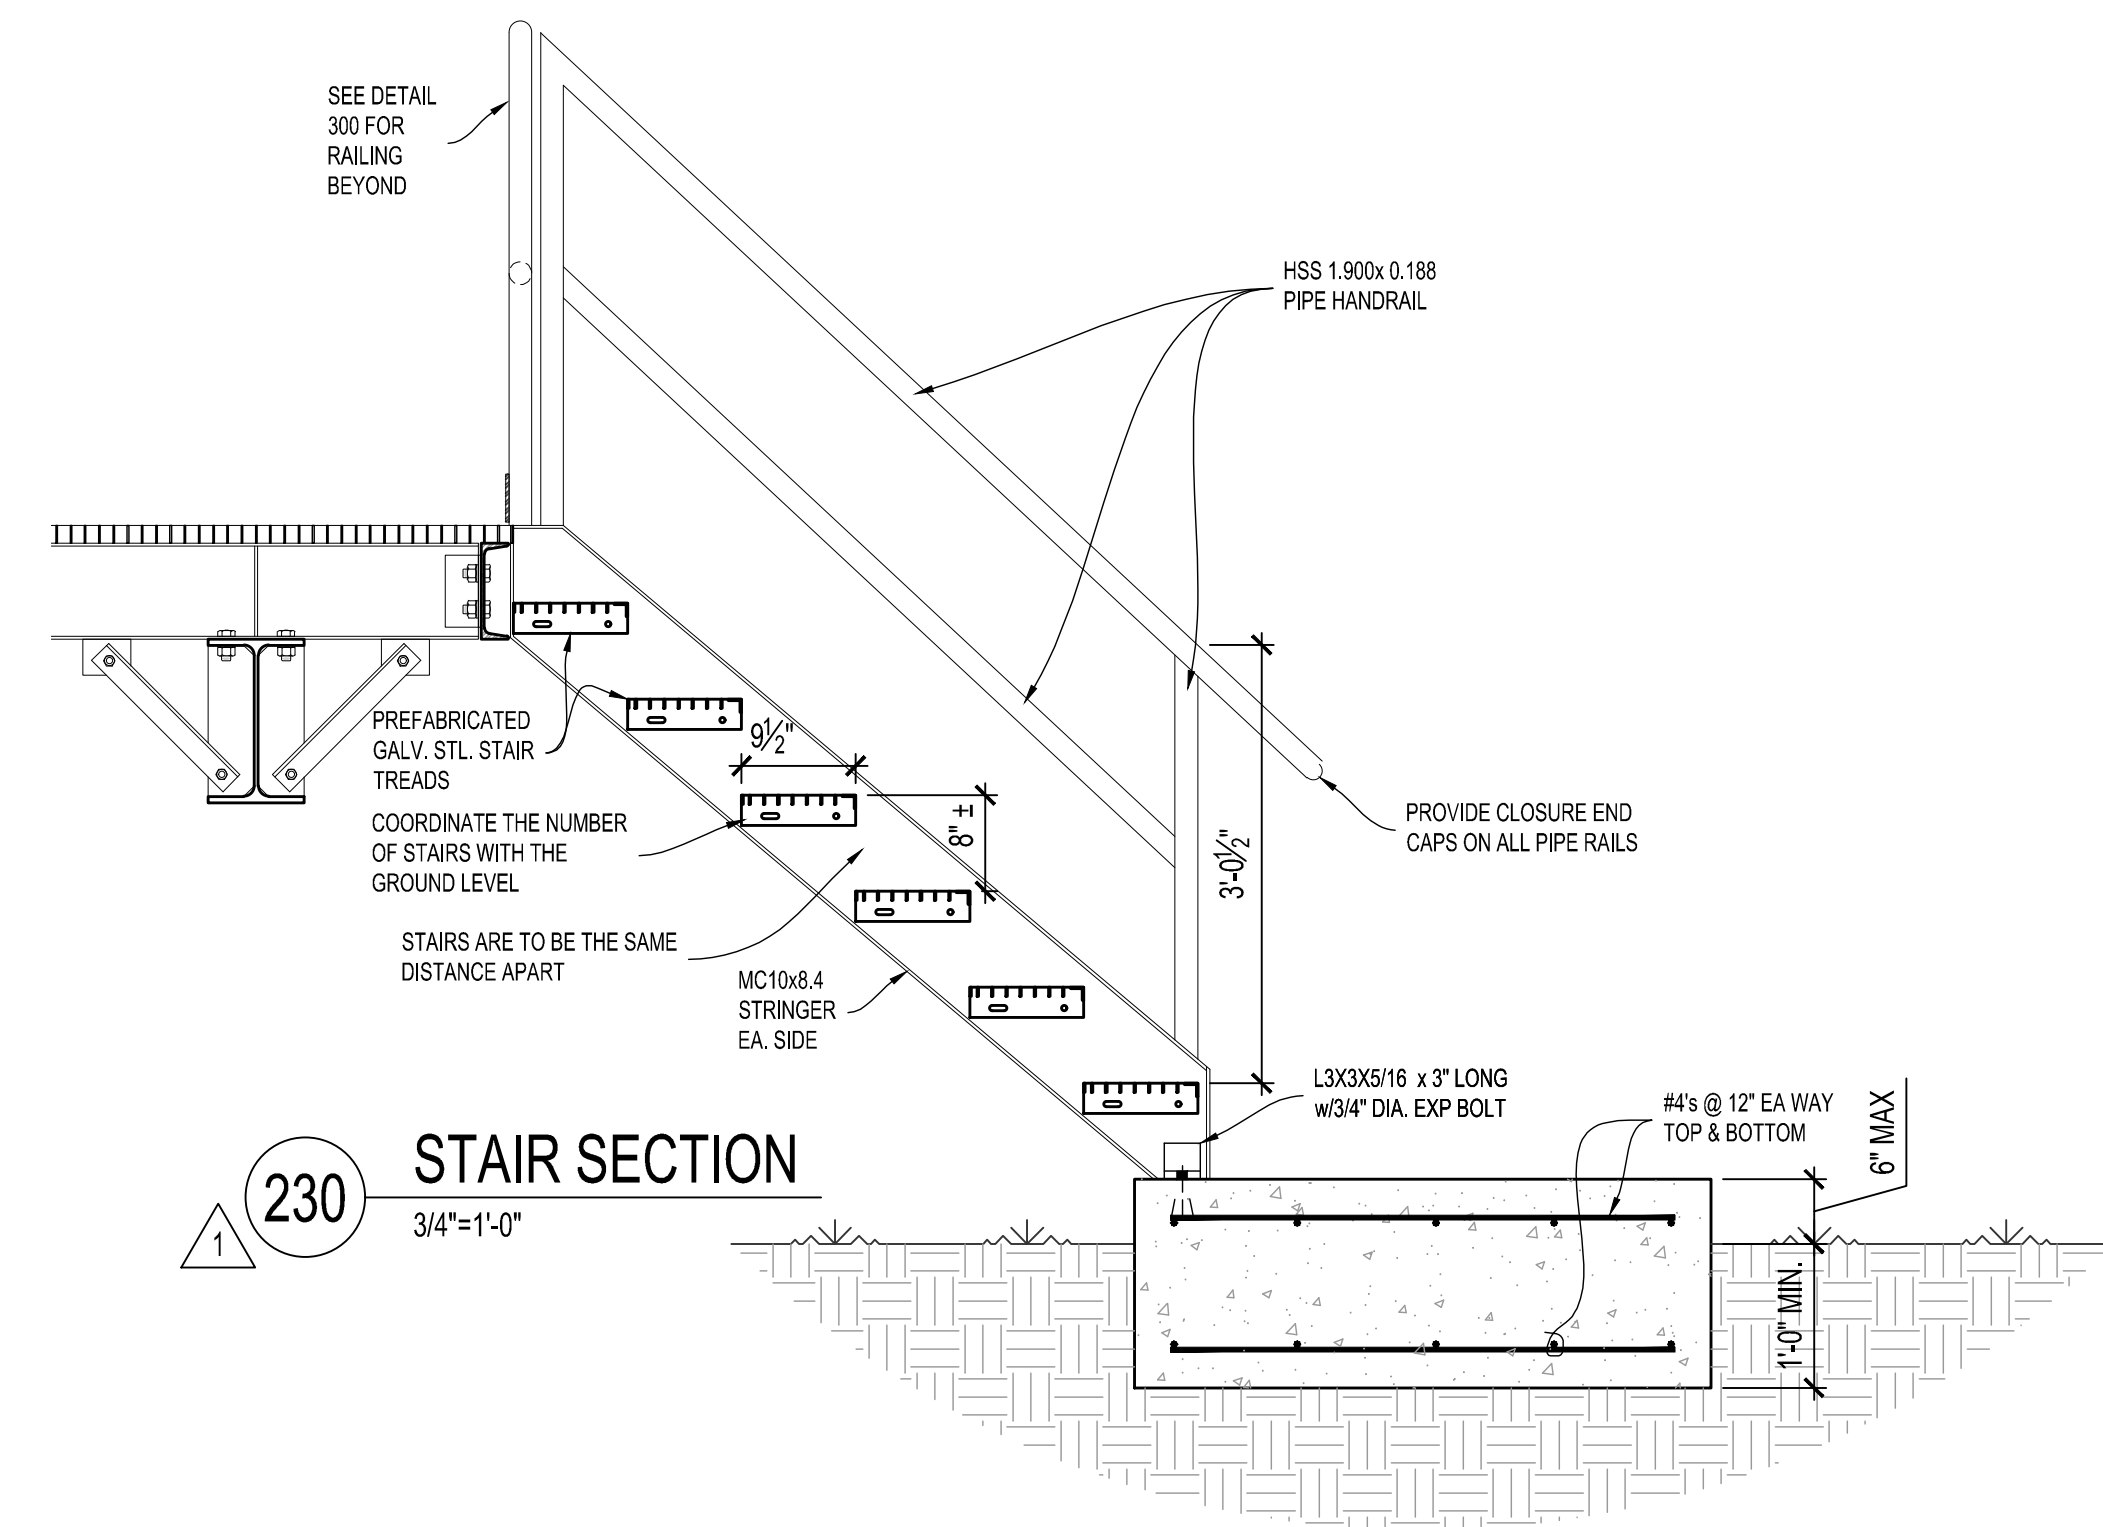 SEE DETAIL
300 FOR
RAILING
BEYOND
HSS 1.900x 0.188
PIPE HANDRAIL
PREFABRICATED
GALV. STL. STAIR
TREADS
9½"
COORDINATE THE NUMBER
OF STAIRS WITH THE
GROUND LEVEL
8" ±
3'-0½"
PROVIDE CLOSURE END
CAPS ON ALL PIPE RAILS
STAIRS ARE TO BE THE SAME
DISTANCE APART
MC10x8.4
STRINGER
EA. SIDE
L3X3X5/16 x 3" LONG
w/3/4" DIA. EXP BOLT
#4's @ 12" EA WAY
TOP & BOTTOM
6" MAX
1'-0" MIN.
230
STAIR SECTION
3/4"=1'-0"
1